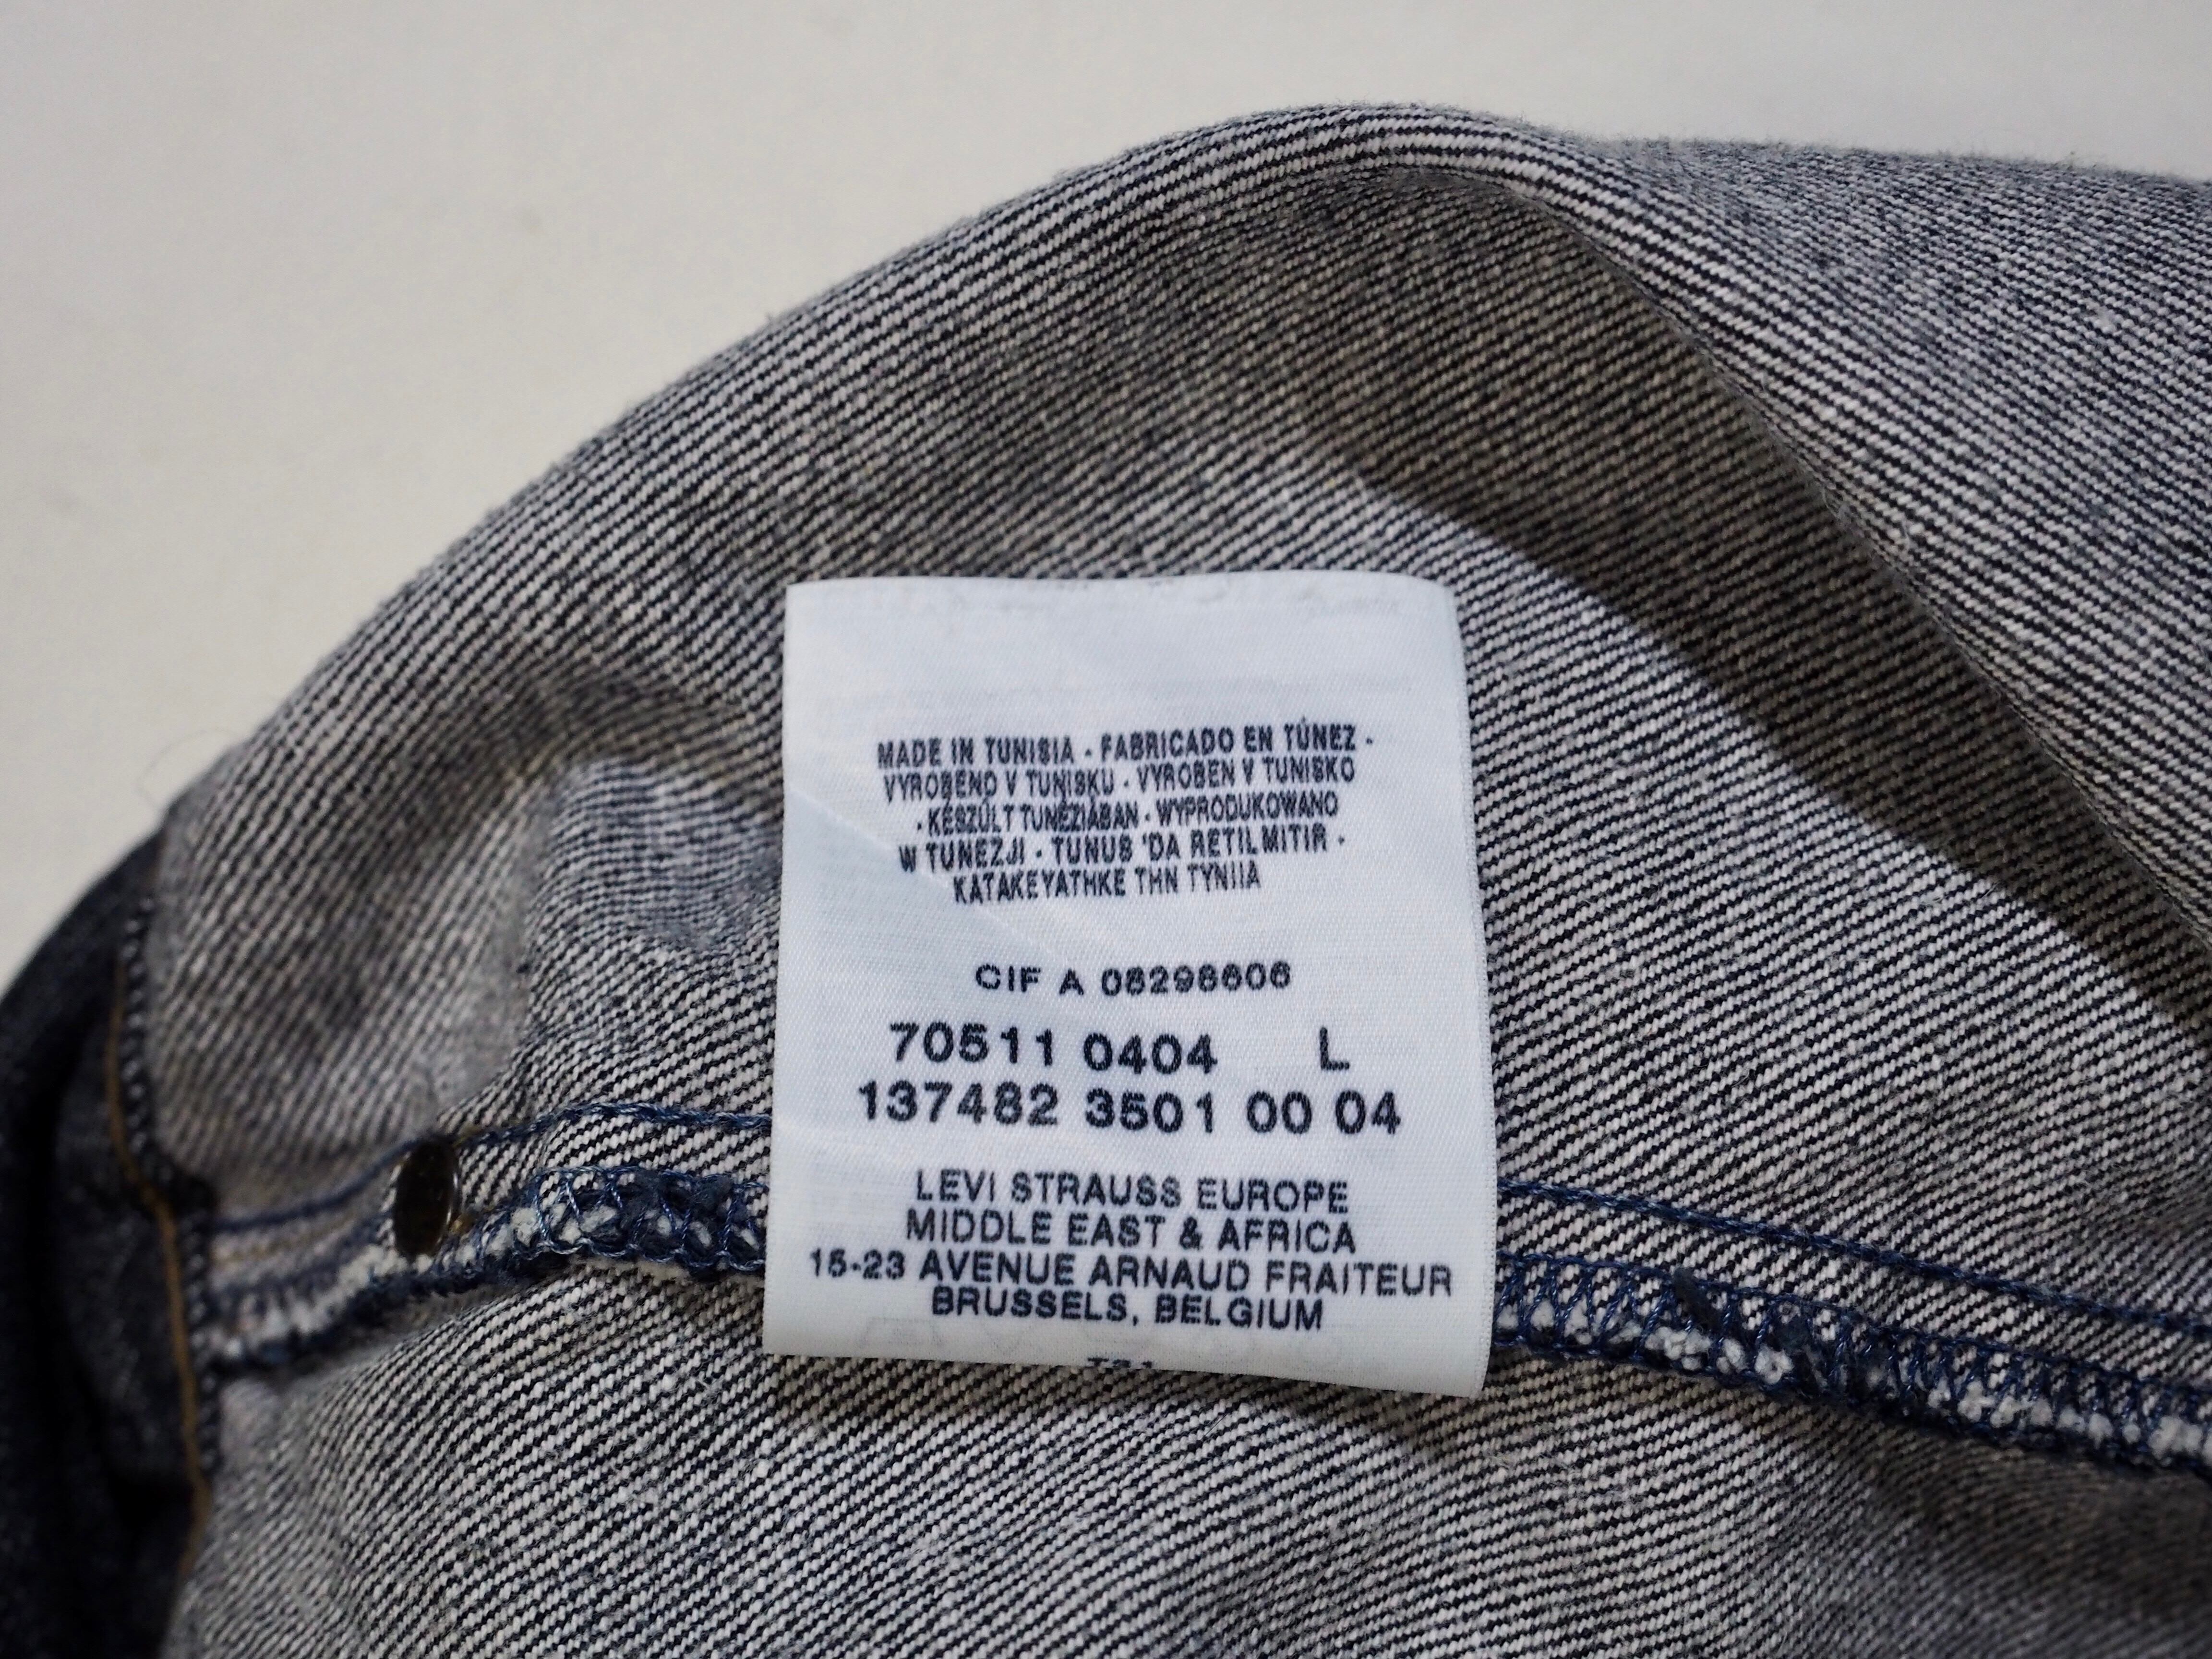 MADE IN TUNISIA - FABRICADO EN TÚNEZ -
VYROBENO V TUNISKU - VYROBEN V TUNISKO
- KÉSZÜLT TUNÉZIÁBAN - WYPRODUKOWANO
W TUNEZJI - TUNUS 'DA RETILMITIR -
KATAKEYATHKE THN TYNIIA
CIF A 08298606
70511 0404 L
137482 3501 00 04
LEVI STRAUSS EUROPE
MIDDLE EAST & AFRICA
15-23 AVENUE ARNAUD FRAITEUR
BRUSSELS, BELGIUM